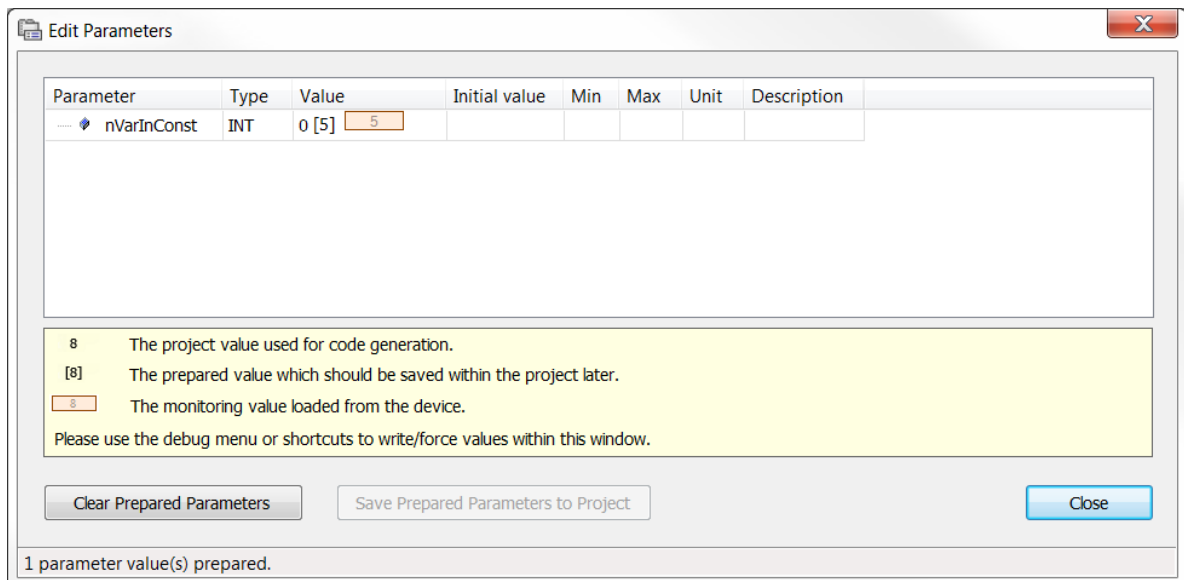 Edit Parameters
Parameter Type Value Initial value Min Max Unit Description
nVarInConst INT 0 [5] 5
8 The project value used for code generation.
[8] The prepared value which should be saved within the project later.
8 The monitoring value loaded from the device.
Please use the debug menu or shortcuts to write/force values within this window.
Clear Prepared Parameters Save Prepared Parameters to Project Close
1 parameter value(s) prepared.